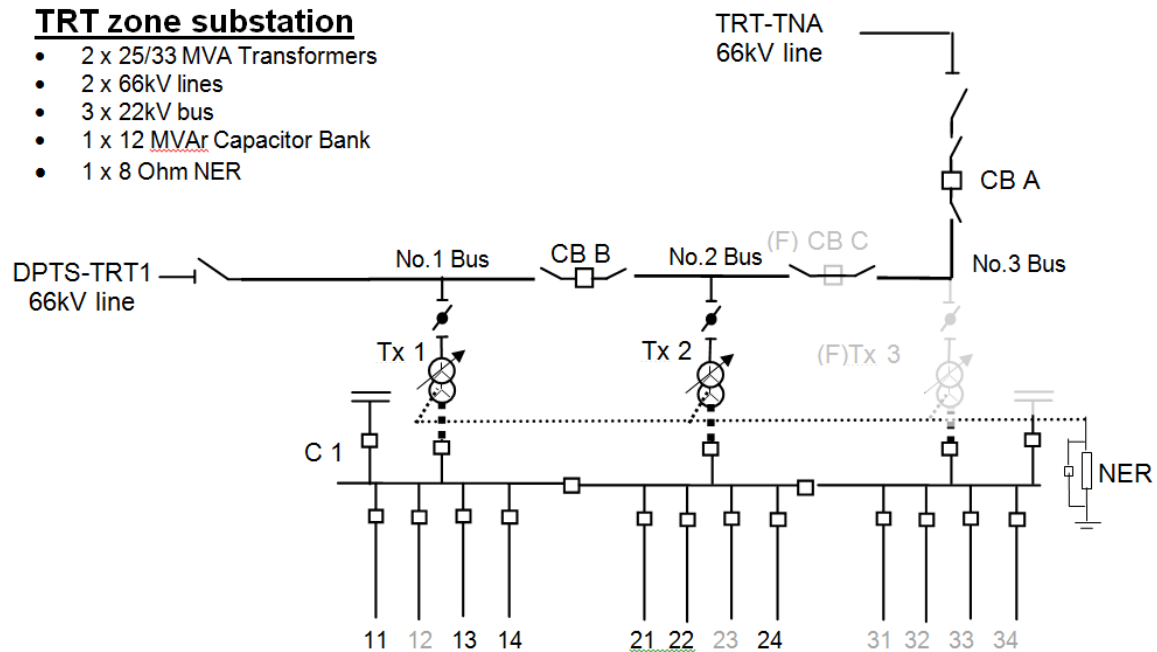 TRT zone substation
• 2 x 25/33 MVA Transformers
• 2 x 66kV lines
• 3 x 22kV bus
• 1 x 12 MVAr Capacitor Bank
• 1 x 8 Ohm NER
TRT-TNA
66kV line
CB A
DPTS-TRT1
66kV line
No.1 Bus
CB B
No.2 Bus
(F) CB C
No.3 Bus
Tx 1
Tx 2
(F)Tx 3
C 1
NER
11 12 13 14 21 22 23 24 31 32 33 34